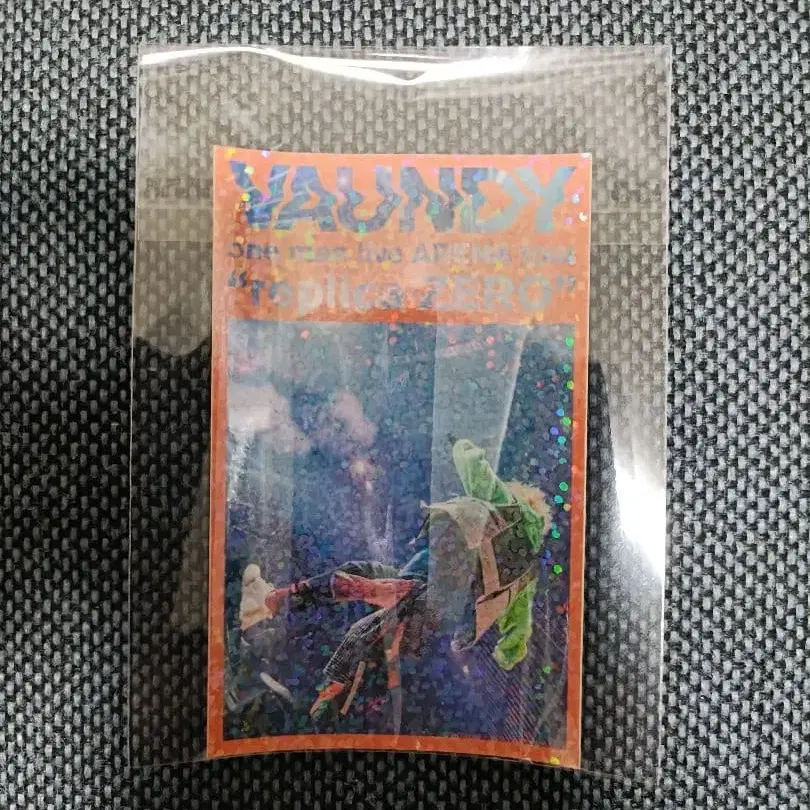 VAUNDY
one man live ARENA tour
“replica ZERO”